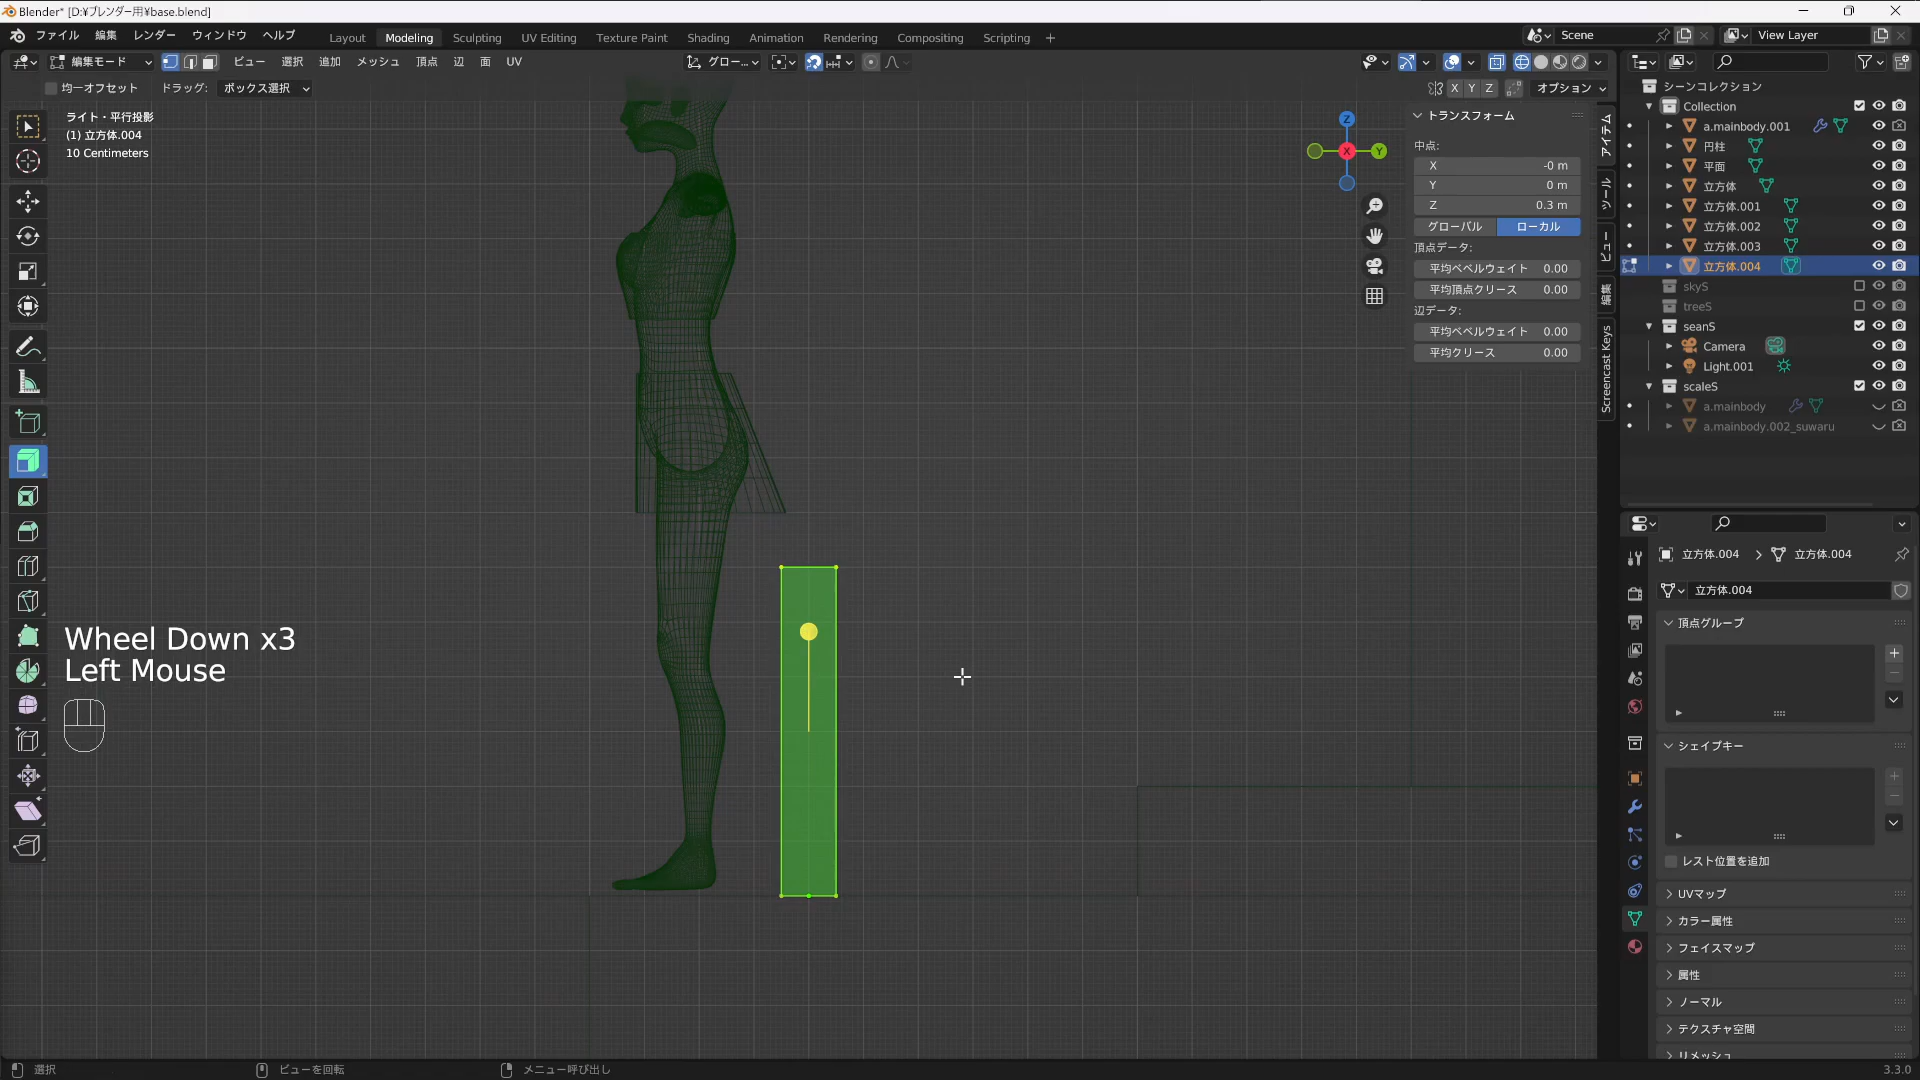 Blender* [D:¥ブレンダー用¥base.blend]
ファイル 編集 レンダー ウィンドウ ヘルプ Layout Modeling Sculpting UV Editing Texture Paint Shading Animation Rendering Compositing Scripting + Scene View Layer
編集モード ビュー 選択 追加 メッシュ 頂点 辺 面 UV グロー...
均一オフセット ドラッグ: ボックス選択 X Y Z オプション
ライト・平行投影
(1) 立方体.004
10 Centimeters
Z
X
Y
トランスフォーム
中点:
X -0 m
Y 0 m
Z 0.3 m
グローバル ローカル
頂点データ:
平均ベベルウェイト 0.00
平均頂点クリース 0.00
辺データ:
平均ベベルウェイト 0.00
平均クリース 0.00
アイテム
ツール
ビュー
編集
Screencast Keys
シーンコレクション
Collection
a.mainbody.001
円柱
平面
立方体
立方体.001
立方体.002
立方体.003
立方体.004
skyS
treeS
seanS
Camera
Light.001
scaleS
a.mainbody
a.mainbody.002_suwaru
立方体.004 > 立方体.004
立方体.004
頂点グループ
シェイプキー
レスト位置を追加
UVマップ
カラー属性
フェイスマップ
属性
ノーマル
テクスチャ空間
リメッシュ
Wheel Down x3
Left Mouse
選択 ビューを回転 メニュー呼び出し 3.3.0